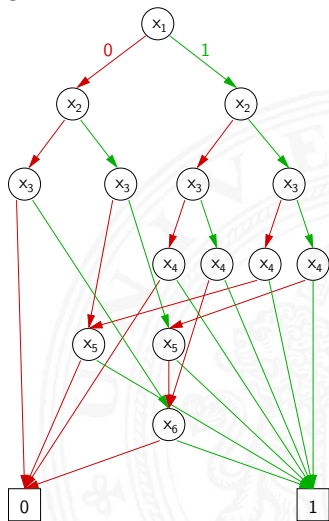 x₁
0 1
x₂ x₂
x₃ x₃ x₃ x₃
x₄ x₄ x₄ x₄
x₅ x₅
x₆
0 1